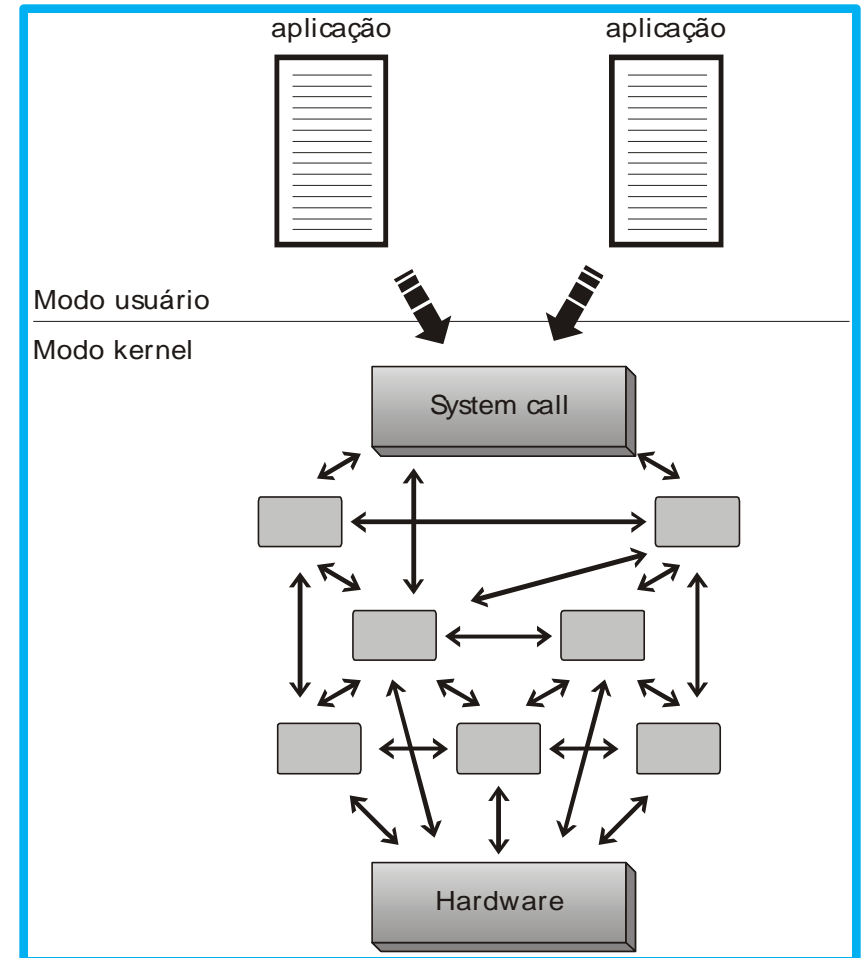 aplicação aplicação
Modo usuário
Modo kernel
System call
Hardware